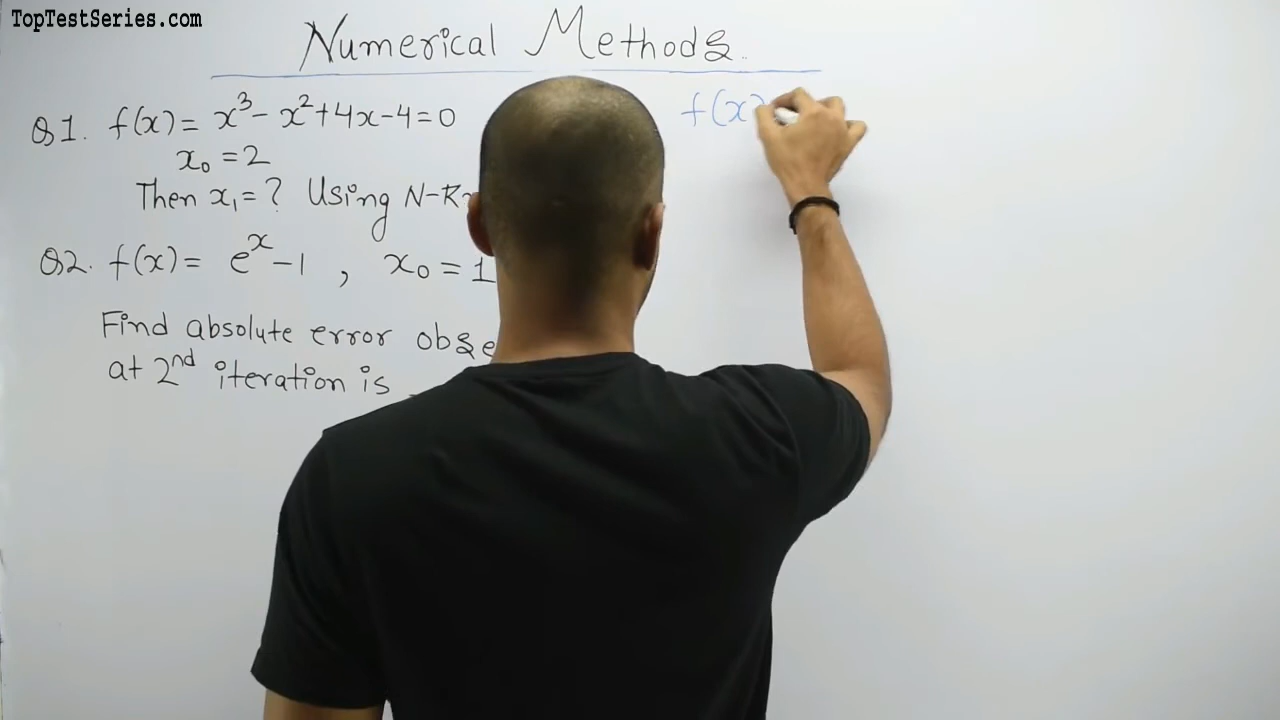 TopTestSeries.com
Numerical Methods
Q1. f(x) = x³ - x² + 4x - 4 = 0
f(x)
x₀ = 2
Then x₁ = ? Using N-R
Q2. f(x) = eˣ - 1 , x₀ = 1
Find absolute error obse
at 2nd iteration is